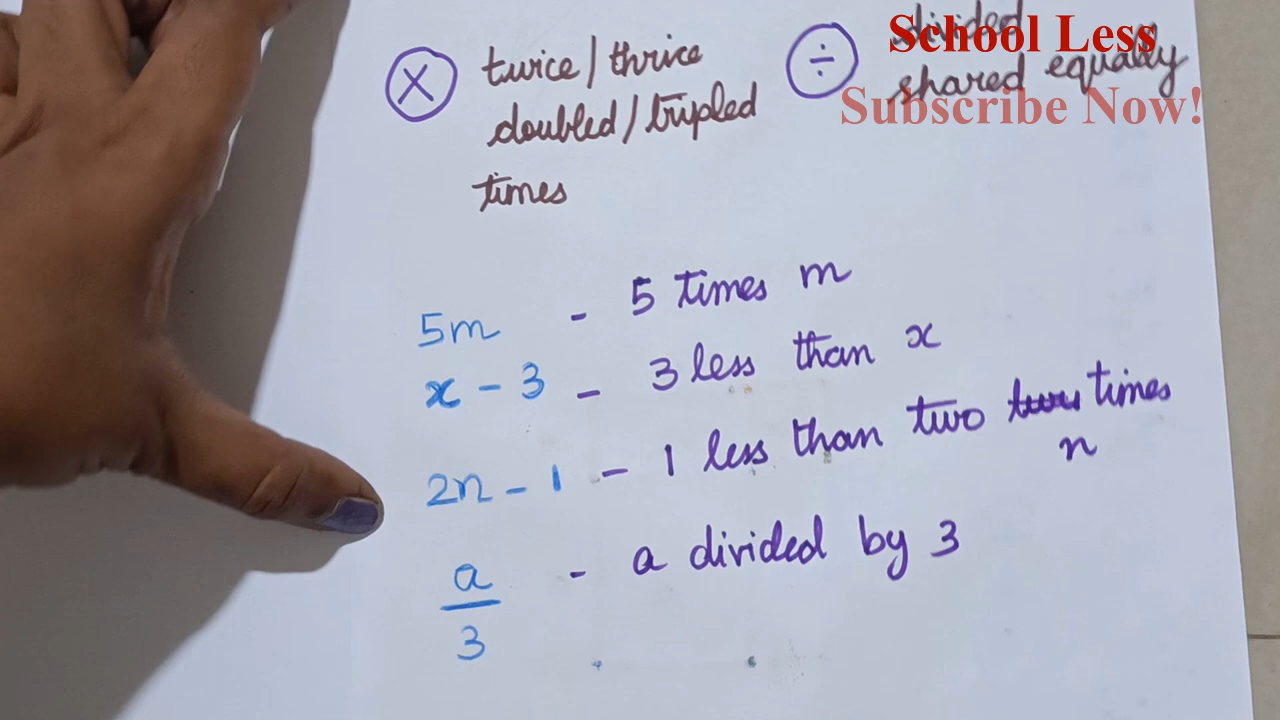 School Less
Subscribe Now!
× twice / thrice
doubled / tripled
times
÷ divided
shared equally
5m - 5 times m
x - 3 - 3 less than x
2n - 1 - 1 less than two times
n
a - a divided by 3
3